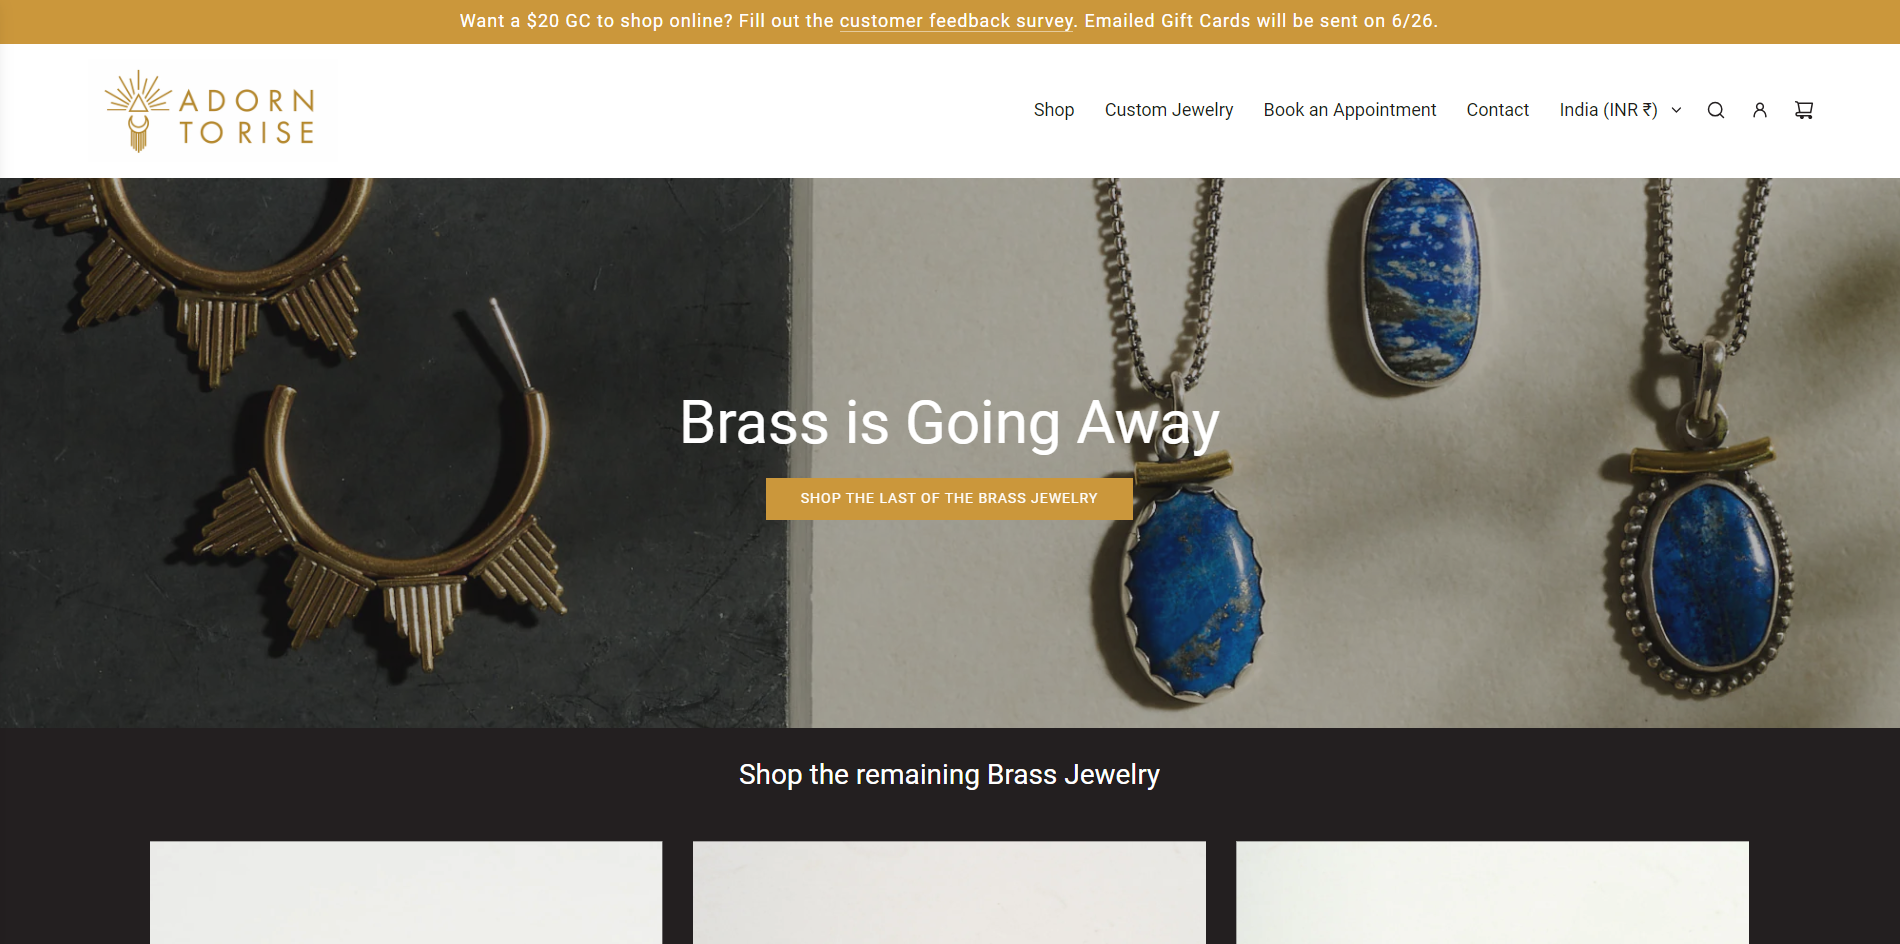 Want a $20 GC to shop online? Fill out the customer feedback survey. Emailed Gift Cards will be sent on 6/26.
ADORN
TO RISE
Shop
Custom Jewelry
Book an Appointment
Contact
India (INR ₹)
Brass is Going Away
SHOP THE LAST OF THE BRASS JEWELRY
Shop the remaining Brass Jewelry